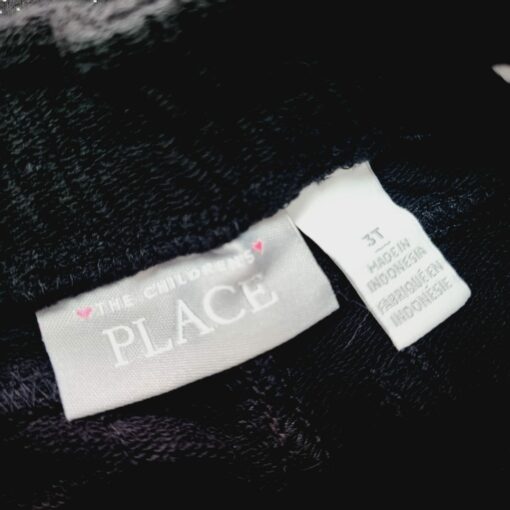 THE CHILDREN'S
PLACE
3T
MADE IN
INDONESIA
FABRIQUÉ EN
INDONÉSIE